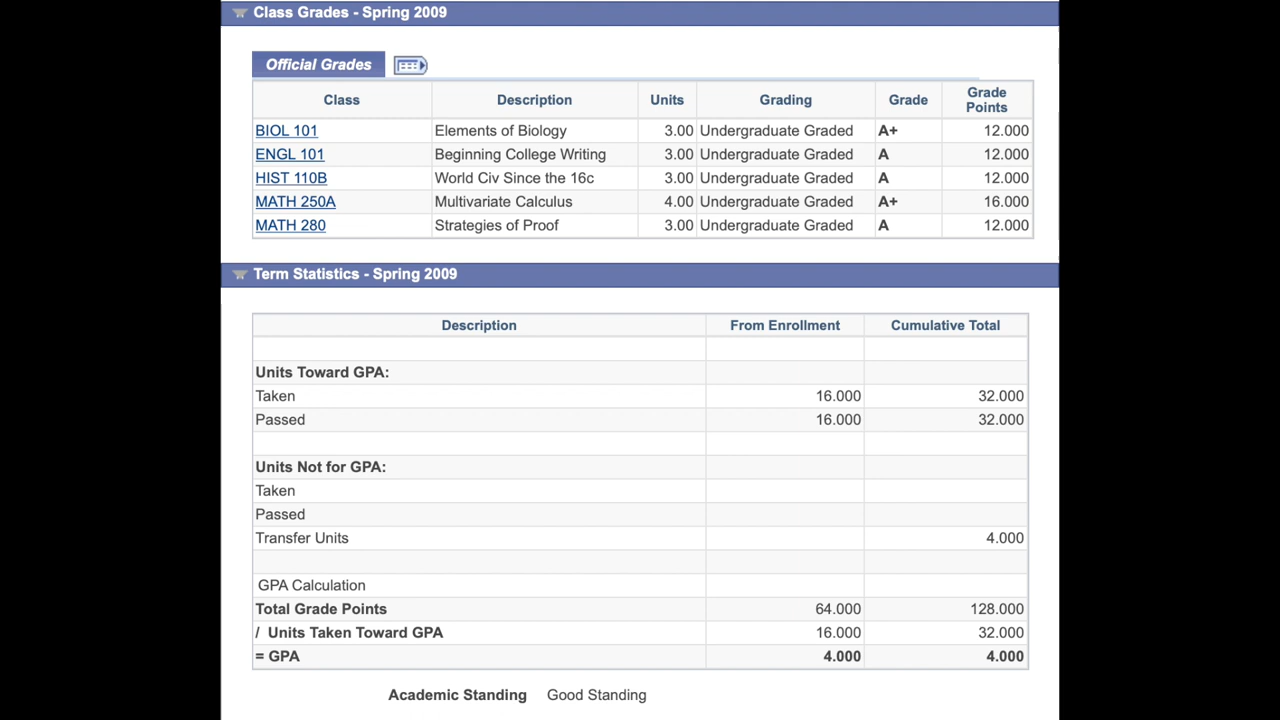 Class Grades - Spring 2009
Official Grades
Class Description Units Grading Grade Grade Points
BIOL 101 Elements of Biology 3.00 Undergraduate Graded A+ 12.000
ENGL 101 Beginning College Writing 3.00 Undergraduate Graded A 12.000
HIST 110B World Civ Since the 16c 3.00 Undergraduate Graded A 12.000
MATH 250A Multivariate Calculus 4.00 Undergraduate Graded A+ 16.000
MATH 280 Strategies of Proof 3.00 Undergraduate Graded A 12.000
Term Statistics - Spring 2009
Description From Enrollment Cumulative Total
Units Toward GPA:
Taken 16.000 32.000
Passed 16.000 32.000
Units Not for GPA:
Taken
Passed
Transfer Units 4.000
GPA Calculation
Total Grade Points 64.000 128.000
/ Units Taken Toward GPA 16.000 32.000
= GPA 4.000 4.000
Academic Standing Good Standing